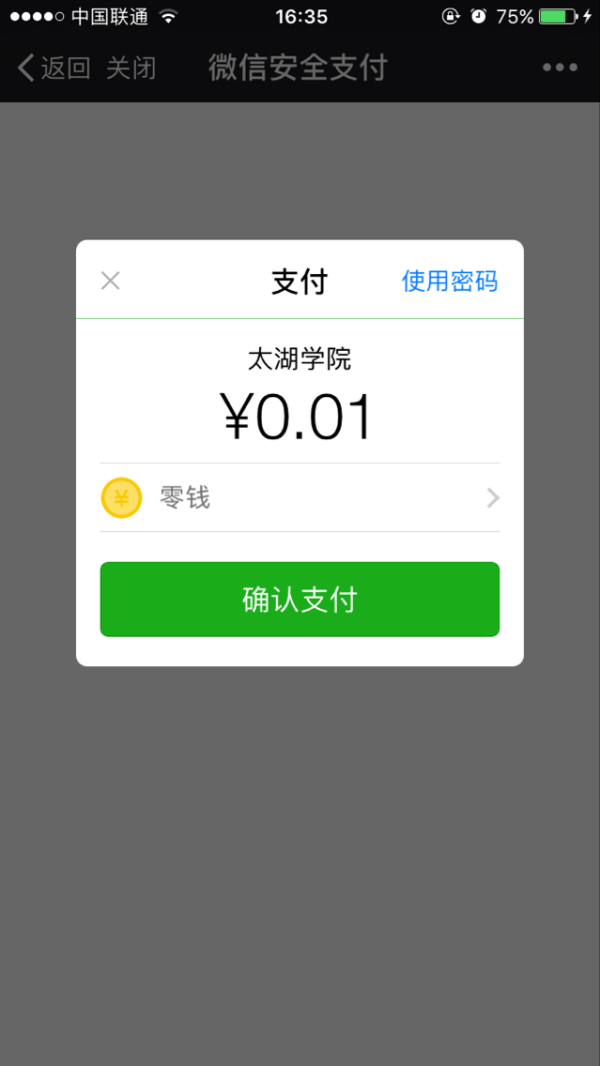 中国联通 16:35 75%
返回 关闭 微信安全支付
支付 使用密码
太湖学院
¥0.01
¥ 零钱
确认支付